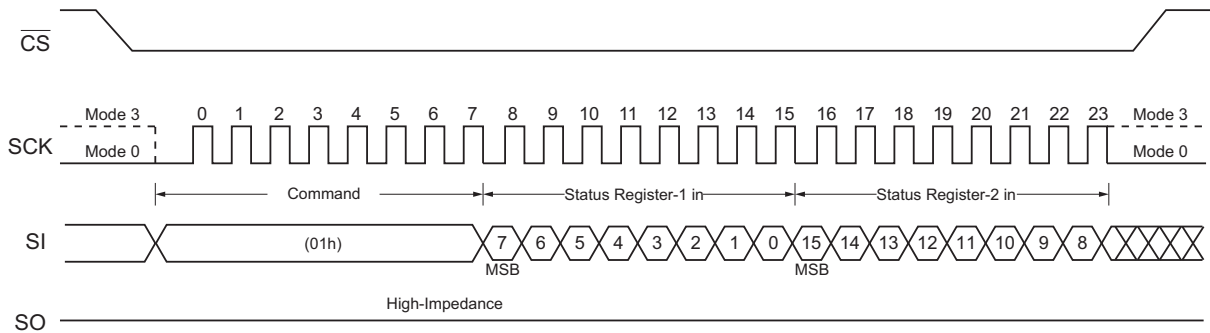 CS
Mode 3 0 1 2 3 4 5 6 7 8 9 10 11 12 13 14 15 16 17 18 19 20 21 22 23 Mode 3
SCK
Mode 0 Mode 0
Command Status Register-1 in Status Register-2 in
SI (01h) 7 6 5 4 3 2 1 0 15 14 13 12 11 10 9 8
MSB MSB
High-Impedance
SO